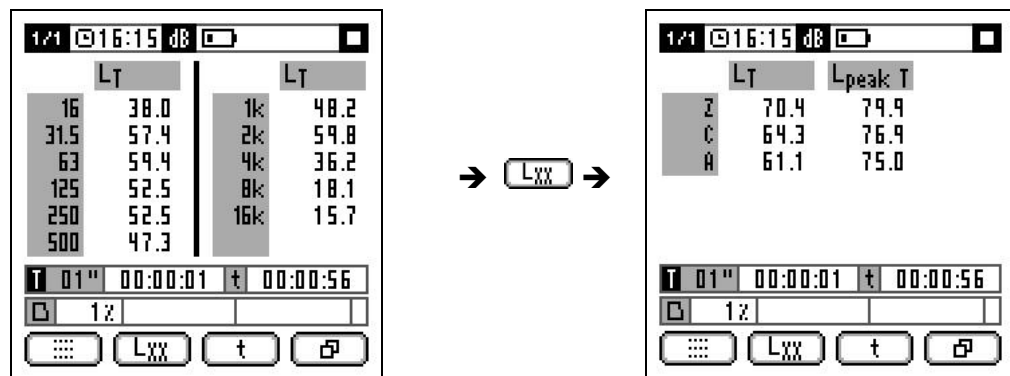 1/1 16:15 dB
LT LT
16 38.0 1k 48.2
31.5 57.4 2k 59.8
63 59.4 4k 36.2
125 52.5 8k 18.1
250 52.5 16k 15.7
500 47.3
T 01" 00:00:01 t 00:00:56
1%
LXX t
→ LXX →
1/1 16:15 dB
LT Lpeak T
Z 70.4 79.9
C 64.3 76.9
A 61.1 75.0
T 01" 00:00:01 t 00:00:56
1%
LXX t